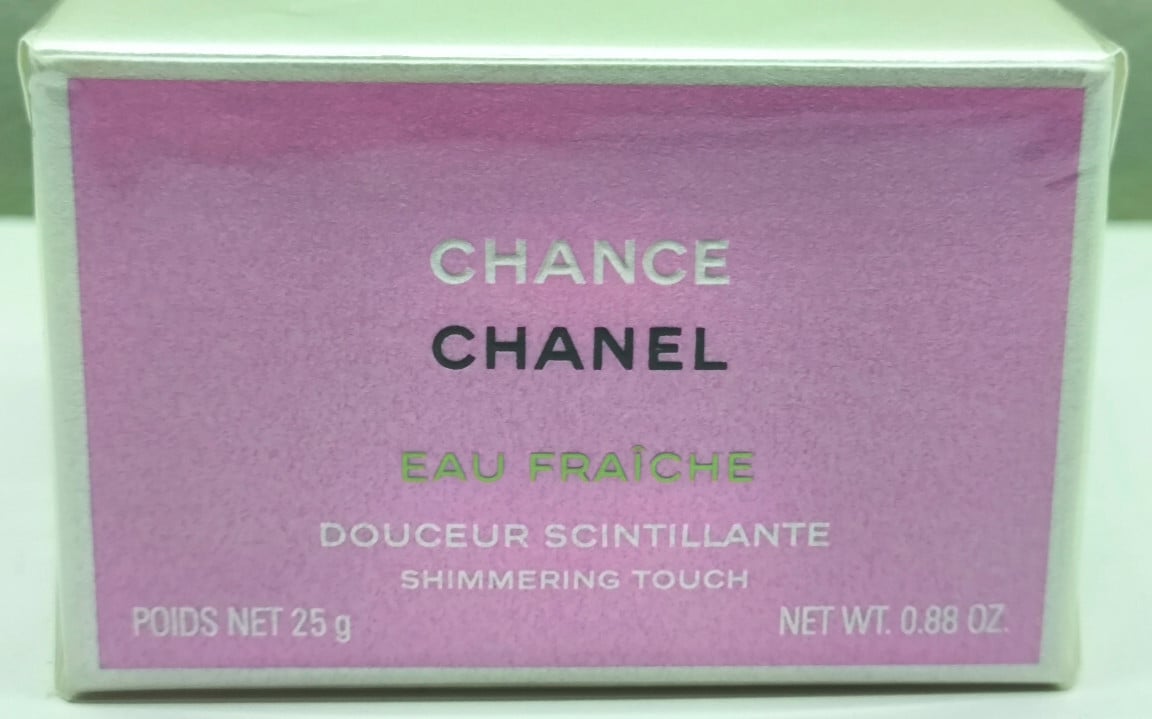 CHANCE
CHANEL
EAU FRAÎCHE
DOUCEUR SCINTILLANTE
SHIMMERING TOUCH
POIDS NET 25 g NET WT. 0.88 OZ.